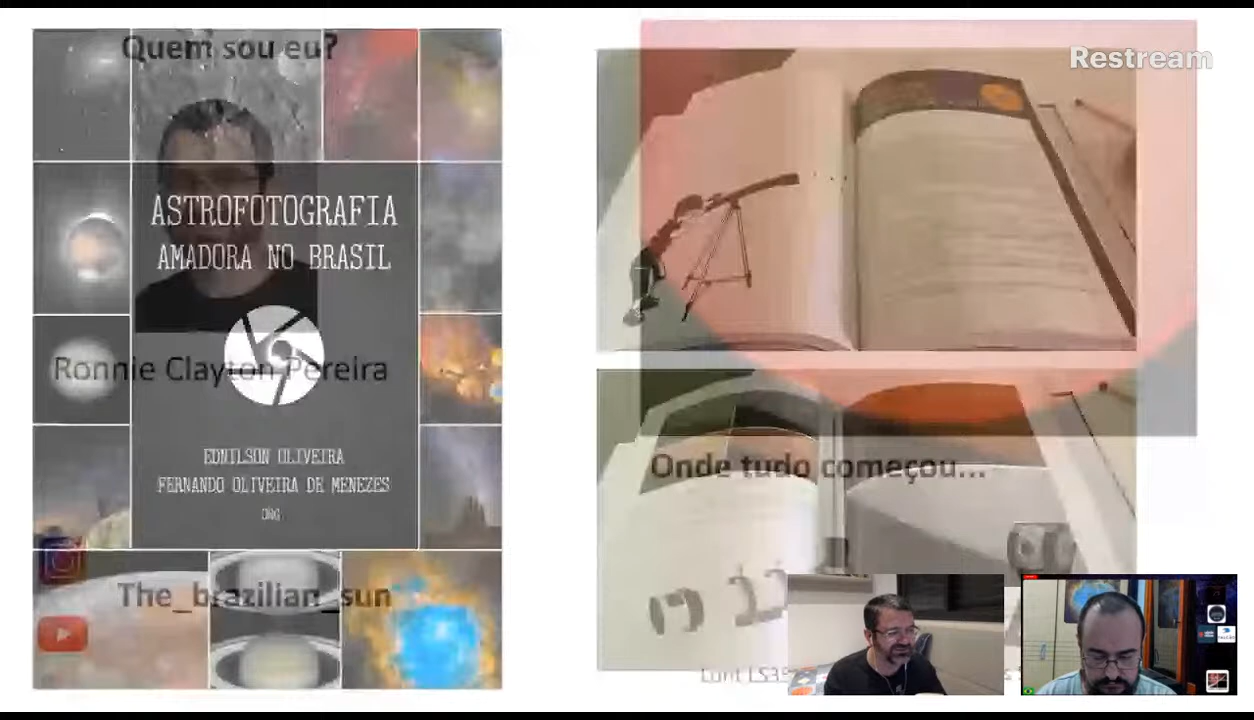 Quem sou eu?
Restream
ASTROFOTOGRAFIA
AMADORA NO BRASIL
Ronnie Clayton Pereira
EDNILSON OLIVEIRA
FERNANDO OLIVEIRA DE MENEZES
ORG
Onde tudo começou...
The_brazilian_sun